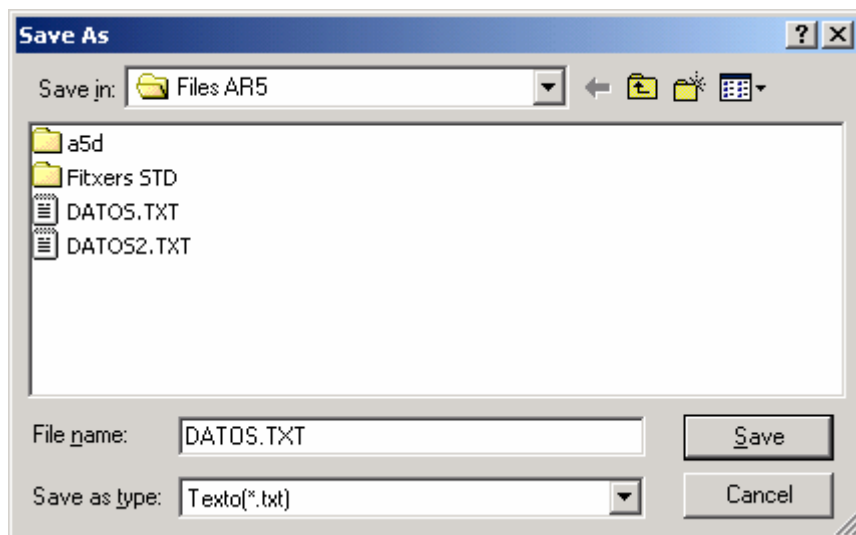 Save As
Save in: Files AR5
a5d
Fitxers STD
DATOS.TXT
DATOS2.TXT
File name: DATOS.TXT Save
Save as type: Texto(*.txt) Cancel